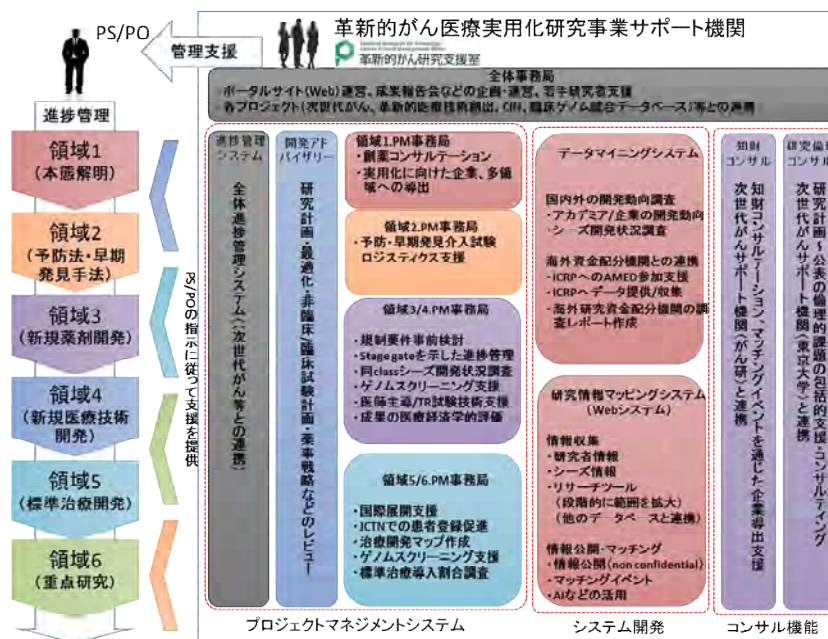 PS/PO
管理支援
革新的がん医療実用化研究事業サポート機関
革新的がん研究支援室
全体事務局
・ポータルサイト(Web)運営、成果報告会などの企画・運営、若手研究者支援
・各プロジェクト(次世代がん、革新的医療技術創出、CIN、臨床ゲノム統合データベース)等との連携
進捗管理
領域1
(本態解明)
領域2
(予防法・早期
発見手法)
領域3
(新規薬剤開発)
領域4
(新規医療技術
開発)
領域5
(標準治療開発)
領域6
(重点研究)
PS/POの指示に従って支援を提供
進捗管理
システム
全体進捗管理システム(次世代がん等との連携)
開発アド
バイザリー
研究計画・最適化・非臨床/臨床試験計画・薬事戦略などのレビュー
領域1.PM事務局
・創薬コンサルテーション
・実用化に向けた企業、多領
域への導出
領域2.PM事務局
・予防・早期発見介入試験
ロジスティクス支援
領域3/4.PM事務局
・規制要件事前検討
・Stage gateを示した進捗管理
・同classシーズ開発状況調査
・ゲノムスクリーニング支援
・医師主導/TR試験技術支援
・成果の医療経済学的評価
領域5/6.PM事務局
・国際展開支援
・JCTNでの患者登録促進
・治療開発マップ作成
・ゲノムスクリーニング支援
・標準治療導入割合調査
データマイニングシステム
国内外の開発動向調査
・アカデミア/企業の開発動向
・シーズ開発状況調査
海外資金配分機関との連携
・ICRPへのAMED参加支援
・ICRPへデータ提供/収集
・海外研究資金配分機関の調
査レポート作成
研究情報マッピングシステム
(Webシステム)
情報収集
・研究者情報
・シーズ情報
・リサーチツール
(段階的に範囲を拡大)
(他のデータベースと連携)
情報公開・マッチング
・情報公開(non confidential)
・マッチングイベント
・AIなどの活用
知財
コンサル
知財コンサルテーション、マッチングイベントを通じた企業導出支援
次世代がんサポート機関(がん研)と連携
研究倫理
コンサル
研究計画~公表の倫理的課題の包括的支援・コンサルティング
次世代がんサポート機関(東京大学)と連携
プロジェクトマネジメントシステム
システム開発
コンサル機能